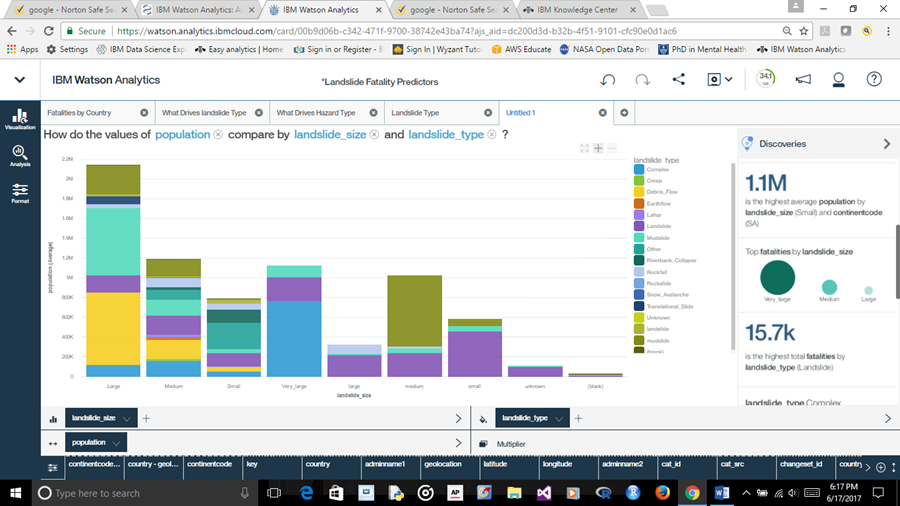 google - Norton Safe Sea
IBM Watson Analytics: A
IBM Watson Analytics
google - Norton Safe Sea
IBM Knowledge Center
Secure
https://watson.analytics.ibmcloud.com/card/00b9d06b-c342-471f-9700-38742e43ba74?ajs_aid=dc200d3d-b32b-4f51-9101-cfc90e0d1ac6
Apps
Settings
IBM Data Science Expe
Easy analytics | Home
Sign in or Register - B
Sign In | Wyzant Tutor
AWS Educate
NASA Open Data Port
PhD in Mental Health
IBM Watson Analytics
IBM Watson Analytics
*Landslide Fatality Predictors
34.1
GB
Visualization
Analysis
Format
Fatalities by Country
What Drives landslide Type
What Drives Hazard Type
Landslide Type
Untitled 1
How do the values of population compare by landslide_size and landslide_type ?
2.2M
2M
1.8M
1.6M
1.4M
1.2M
1M
800K
600K
400K
200K
0
population (Average)
Large
Medium
Small
Very_large
large
medium
small
unknown
(blank)
landslide_size
landslide_type
Complex
Creep
Debris_Flow
Earthflow
Lahar
Landslide
Mudslide
Other
Riverbank_Collapse
Rockfall
Rockslide
Snow_Avalanche
Translational_Slide
Unknown
landslide
mudslide
(blank)
Discoveries
1.1M
is the highest average population by
landslide_size (Small) and continentcode
(SA)
Top fatalities by landslide_size
Very_large
Medium
Large
15.7k
is the highest total fatalities by
landslide_type (Landslide)
landslide_type Complex
landslide_size
landslide_type
population
Multiplier
continentcode...
country - geol...
continentcode
key
country
adminname1
geolocation
latitude
longitude
adminname2
cat_id
cat_src
changeset_id
country
Type here to search
6:17 PM
6/17/2017